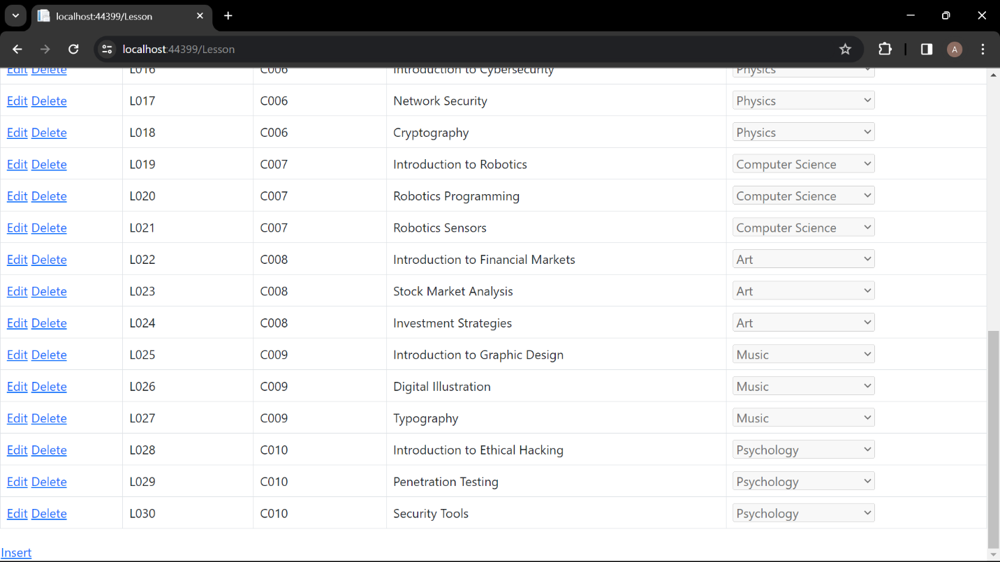 localhost:44399/Lesson
localhost:44399/Lesson
A
Edit Delete L016 C006 Introduction to Cybersecurity Physics
Edit Delete L017 C006 Network Security Physics
Edit Delete L018 C006 Cryptography Physics
Edit Delete L019 C007 Introduction to Robotics Computer Science
Edit Delete L020 C007 Robotics Programming Computer Science
Edit Delete L021 C007 Robotics Sensors Computer Science
Edit Delete L022 C008 Introduction to Financial Markets Art
Edit Delete L023 C008 Stock Market Analysis Art
Edit Delete L024 C008 Investment Strategies Art
Edit Delete L025 C009 Introduction to Graphic Design Music
Edit Delete L026 C009 Digital Illustration Music
Edit Delete L027 C009 Typography Music
Edit Delete L028 C010 Introduction to Ethical Hacking Psychology
Edit Delete L029 C010 Penetration Testing Psychology
Edit Delete L030 C010 Security Tools Psychology
Insert